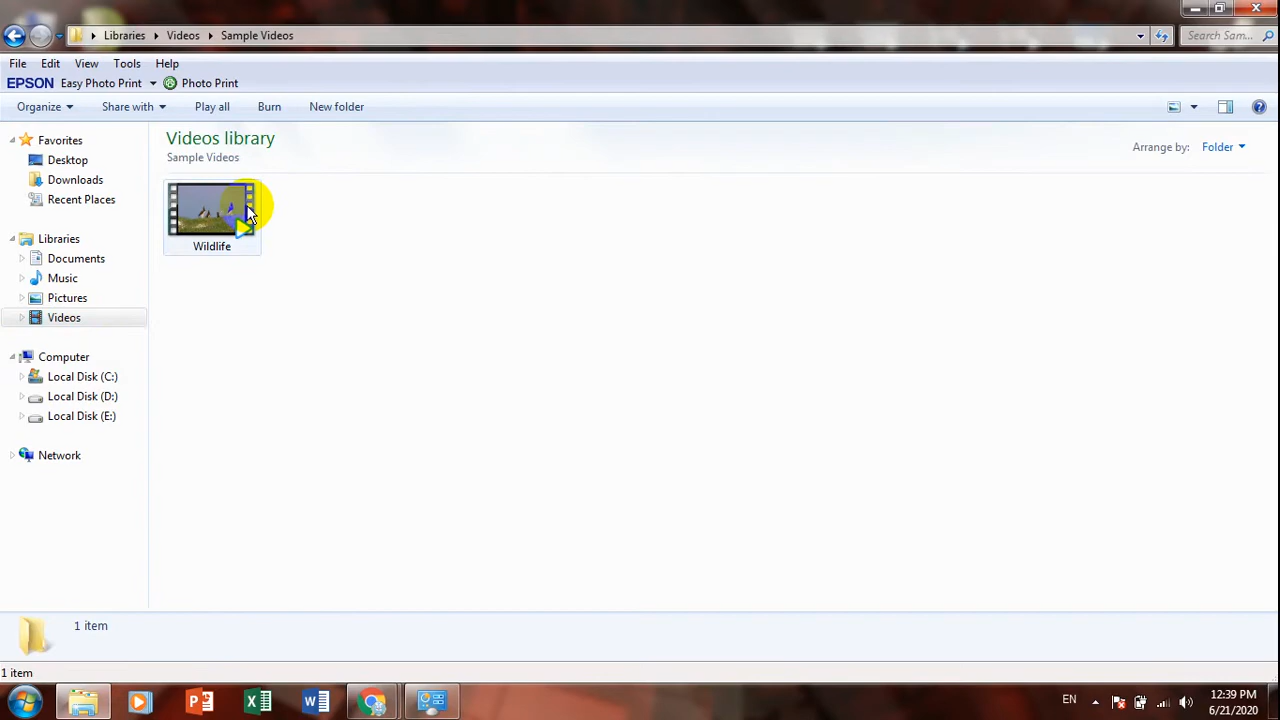 Libraries Videos Sample Videos Search Sam...
File Edit View Tools Help
EPSON Easy Photo Print Photo Print
Organize Share with Play all Burn New folder
Favorites
Desktop
Downloads
Recent Places
Libraries
Documents
Music
Pictures
Videos
Computer
Local Disk (C:)
Local Disk (D:)
Local Disk (E:)
Network
Videos library
Sample Videos
Arrange by: Folder
Wildlife
1 item
1 item
EN
12:39 PM
6/21/2020